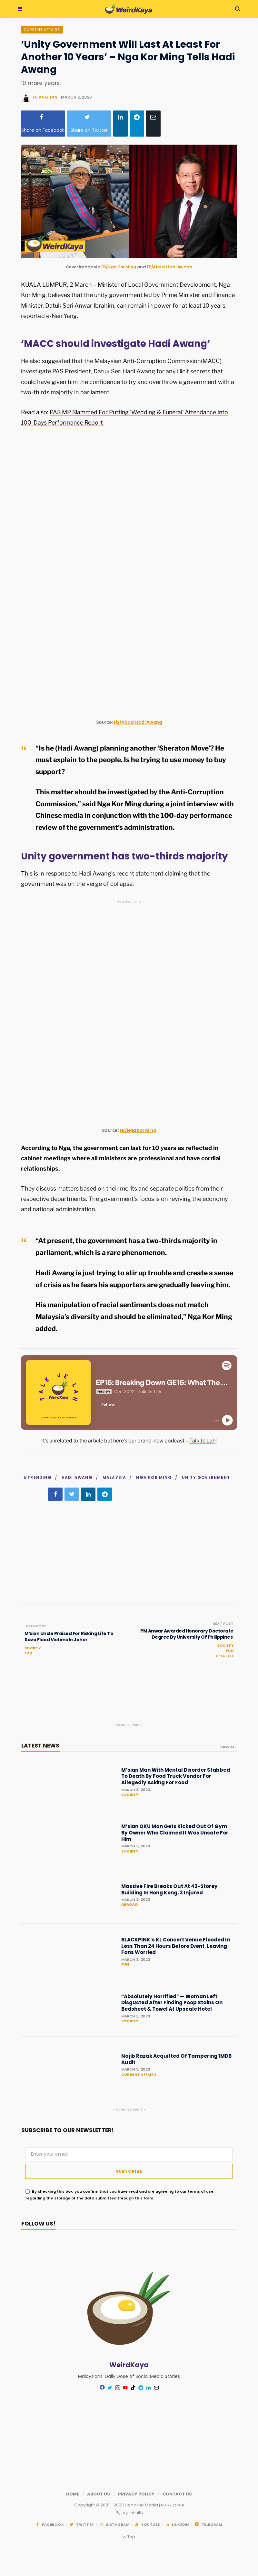 WeirdKaya
CURRENT AFFAIRS
‘Unity Government Will Last At Least For
Another 10 Years’ – Nga Kor Ming Tells Hadi
Awang
10 more years.
MARCH 2, 2023
Share on Facebook
Share on Twitter
WeirdKaya
Cover image via FB/Nga Kor Ming and FB/Abdul Hadi Awang
KUALA LUMPUR, 2 March – Minister of Local Government Development, Nga
Kor Ming, believes that the unity government led by Prime Minister and Finance
Minister, Datuk Seri Anwar Ibrahim, can remain in power for at least 10 years,
reported e-Nan Yang.
‘MACC should investigate Hadi Awang’
He also suggested that the Malaysian Anti-Corruption Commission(MACC)
investigate PAS President, Datuk Seri Hadi Awang for any illicit assets that
could have given him the confidence to try and overthrow a government with a
two-thirds majority in parliament.
Read also: PAS MP Slammed For Putting ‘Wedding & Funeral’ Attendance Into
100-Days Performance Report
Source: Fb/Abdul Hadi Awang
“Is he (Hadi Awang) planning another ‘Sheraton Move’? He
must explain to the people. Is he trying to use money to buy
support?
This matter should be investigated by the Anti-Corruption
Commission,” said Nga Kor Ming during a joint interview with
Chinese media in conjunction with the 100-day performance
review of the government’s administration.
Unity government has two-thirds majority
This is in response to Hadi Awang’s recent statement claiming that the
government was on the verge of collapse.
- Advertisements -
Source: FB/Nga Kor Ming
According to Nga, the government can last for 10 years as reflected in
cabinet meetings where all ministers are professional and have cordial
relationships.
They discuss matters based on their merits and separate politics from their
respective departments. The government’s focus is on reviving the economy
and national administration.
“At present, the government has a two-thirds majority in
parliament, which is a rare phenomenon.
Hadi Awang is just trying to stir up trouble and create a sense
of crisis as he fears his supporters are gradually leaving him.
His manipulation of racial sentiments does not match
Malaysia’s diversity and should be eliminated,” Nga Kor Ming
added.
EP15: Breaking Down GE15: What The ...
PREVIEW Dec 2022 · Talk Je Lah
Follow
It’s unrelated to the article but here’s our brand-new podcast – Talk Je Lah!
#TRENDING / HADI AWANG / MALAYSIA / NGA KOR MING / UNITY GOVERNMENT
PREV POST
M’sian Uncle Praised For Risking Life To
Save Flood Victims In Johor
SOCIETY
FUN
NEXT POST
PM Anwar Awarded Honorary Doctorate
Degree By University Of Philippines
SOCIETY
FUN
LIFESTYLE
- Advertisements -
LATEST NEWS
VIEW ALL
M’sian Man With Mental Disorder Stabbed
To Death By Food Truck Vendor For
Allegedly Asking For Food
MARCH 3, 2023
SOCIETY
M’sian OKU Man Gets Kicked Out Of Gym
By Owner Who Claimed It Was Unsafe For
Him
MARCH 3, 2023
SOCIETY
Massive Fire Breaks Out At 42-Storey
Building In Hong Kong, 3 Injured
MARCH 3, 2023
ABROAD
BLACKPINK’s KL Concert Venue Flooded In
Less Than 24 Hours Before Event, Leaving
Fans Worried
MARCH 3, 2023
FUN
“Absolutely Horrified” — Woman Left
Disgusted After Finding Poop Stains On
Bedsheet & Towel At Upscale Hotel
MARCH 3, 2023
SOCIETY
Najib Razak Acquitted Of Tampering 1MDB
Audit
MARCH 3, 2023
CURRENT AFFAIRS
- Advertisements -
SUBSCRIBE TO OUR NEWSLETTER!
Enter your email
SUBSCRIBE
By checking this box, you confirm that you have read and are agreeing to our terms of use
regarding the storage of the data submitted through this form.
FOLLOW US!
WeirdKaya
Malaysians' Daily Dose of Social Media Stories
HOME / ABOUT US / PRIVACY POLICY / CONTACT US
FACEBOOK TWITTER INSTAGRAM YOUTUBE LINKEDIN TELEGRAM
Top